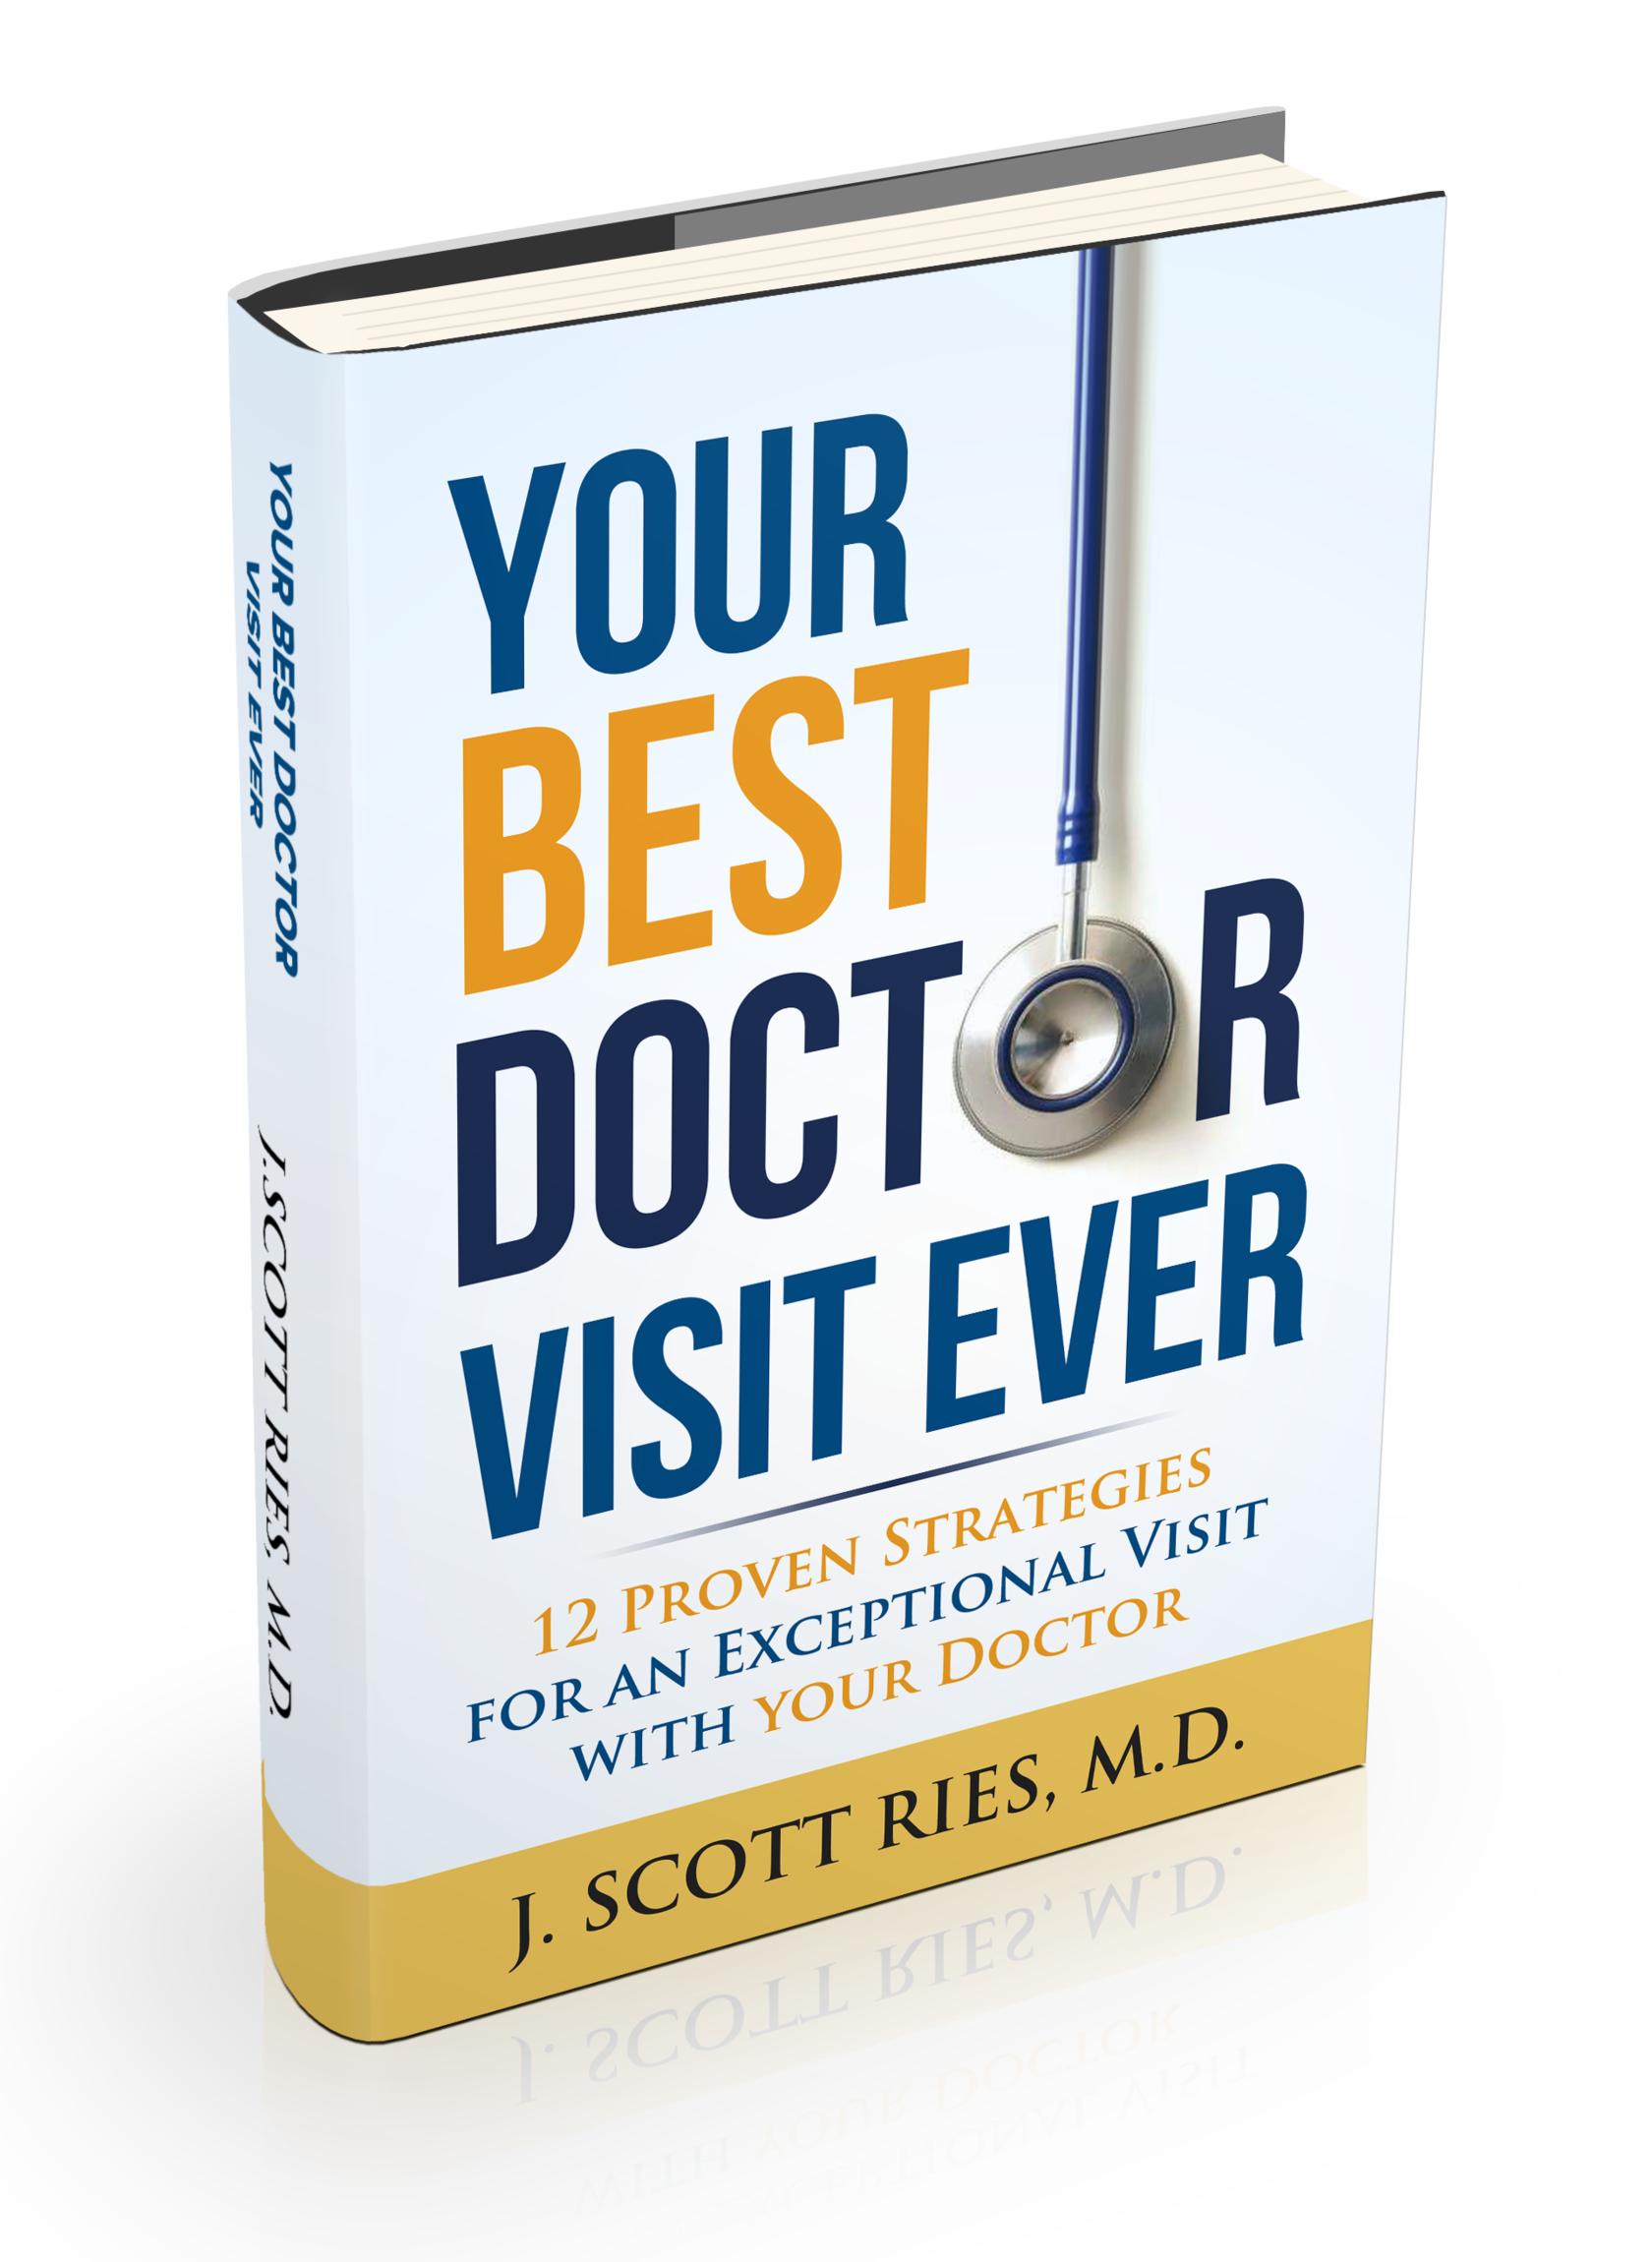 YOUR
BEST
DOCTOR
VISIT EVER
12 PROVEN STRATEGIES
FOR AN EXCEPTIONAL VISIT
WITH YOUR DOCTOR
J. SCOTT RIES, M.D.
YOUR BEST DOCTOR
VISIT EVER
J.SCOTT RIES, M.D.